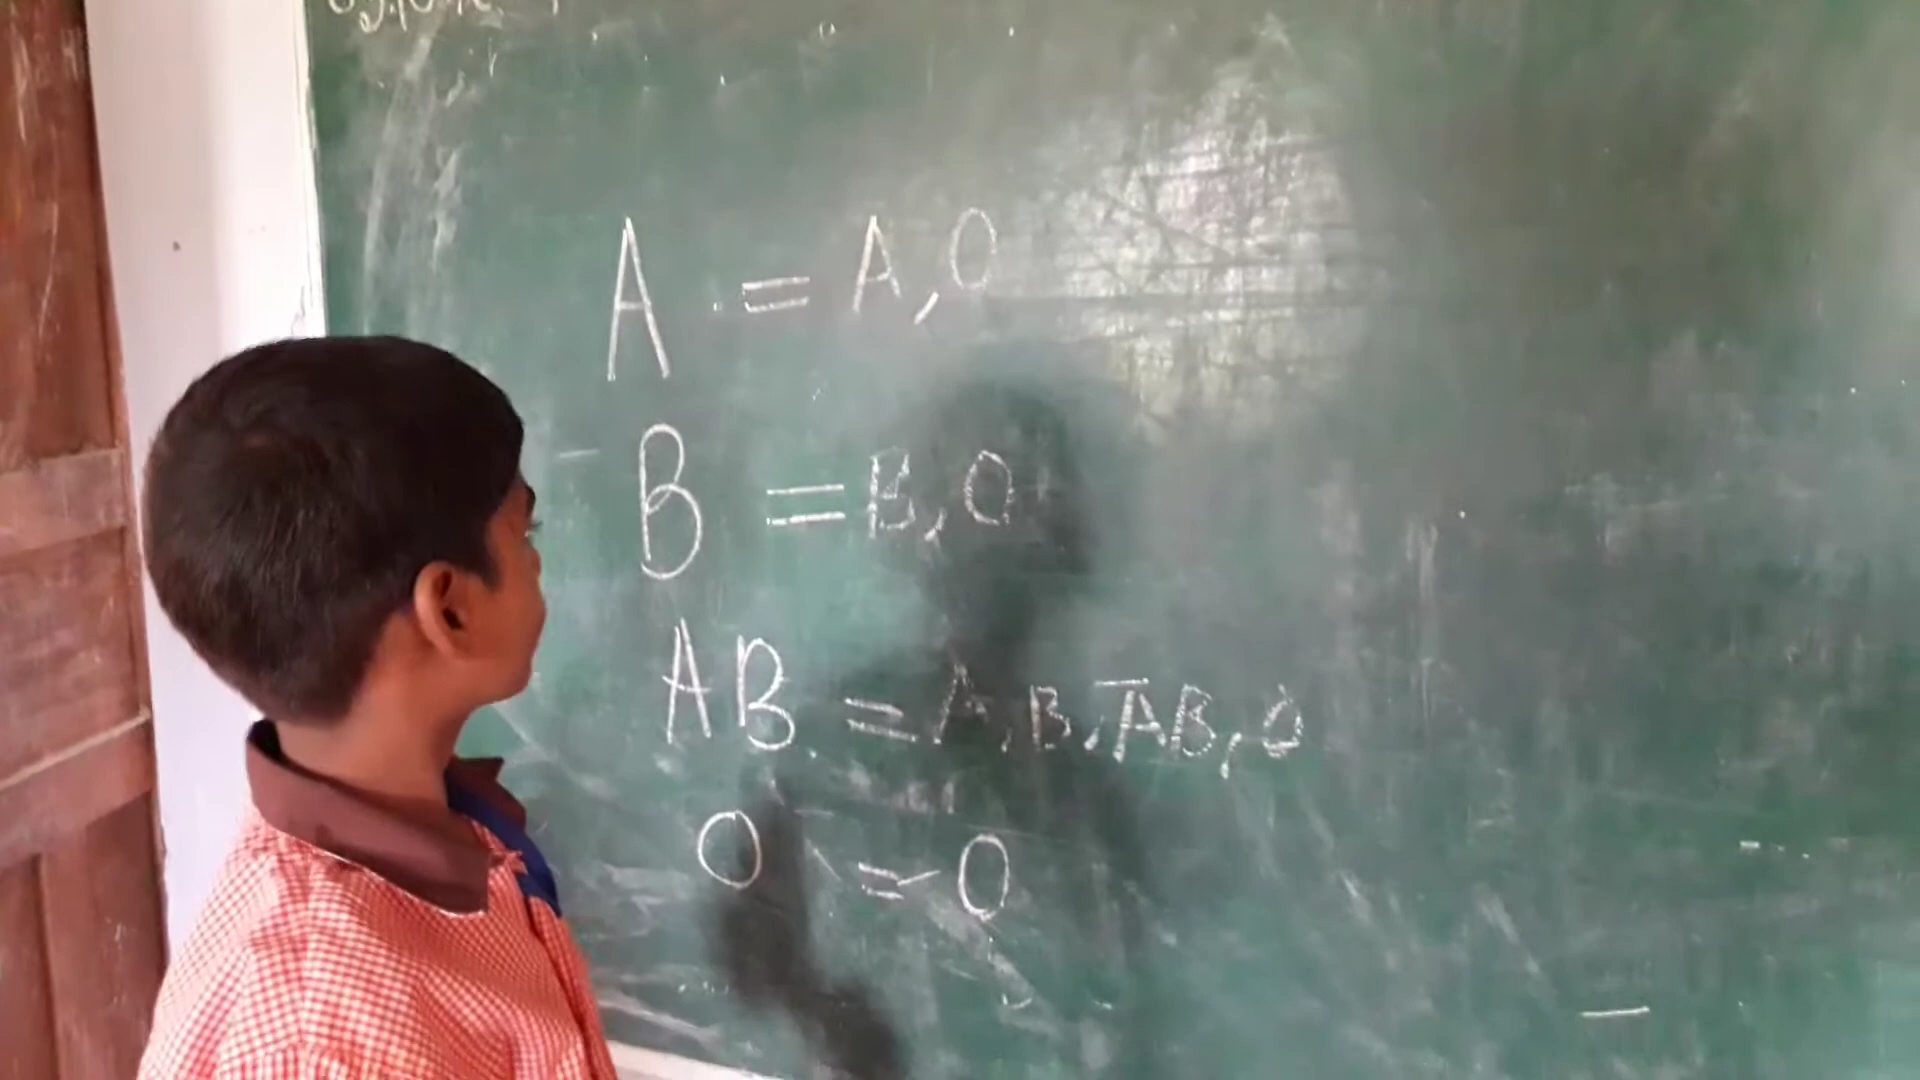 A = A, O
B = B, O
AB = A, B, AB, O
O = O